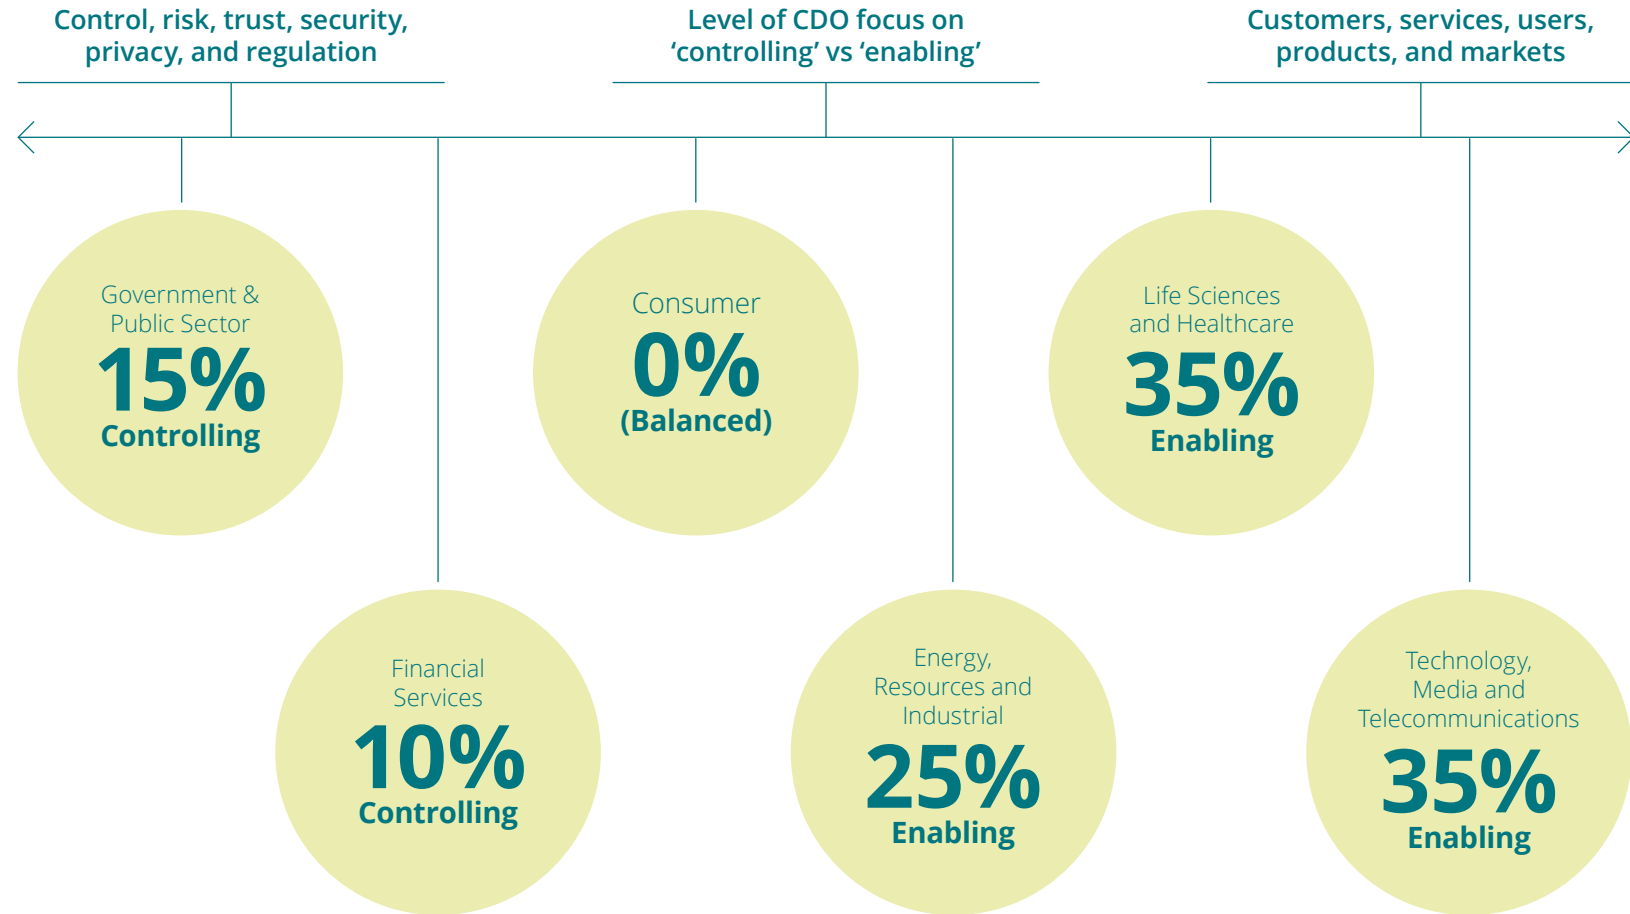 Control, risk, trust, security,
privacy, and regulation
Level of CDO focus on
‘controlling’ vs ‘enabling’
Customers, services, users,
products, and markets
Government &
Public Sector
15%
Controlling
Financial
Services
10%
Controlling
Consumer
0%
(Balanced)
Energy,
Resources and
Industrial
25%
Enabling
Life Sciences
and Healthcare
35%
Enabling
Technology,
Media and
Telecommunications
35%
Enabling